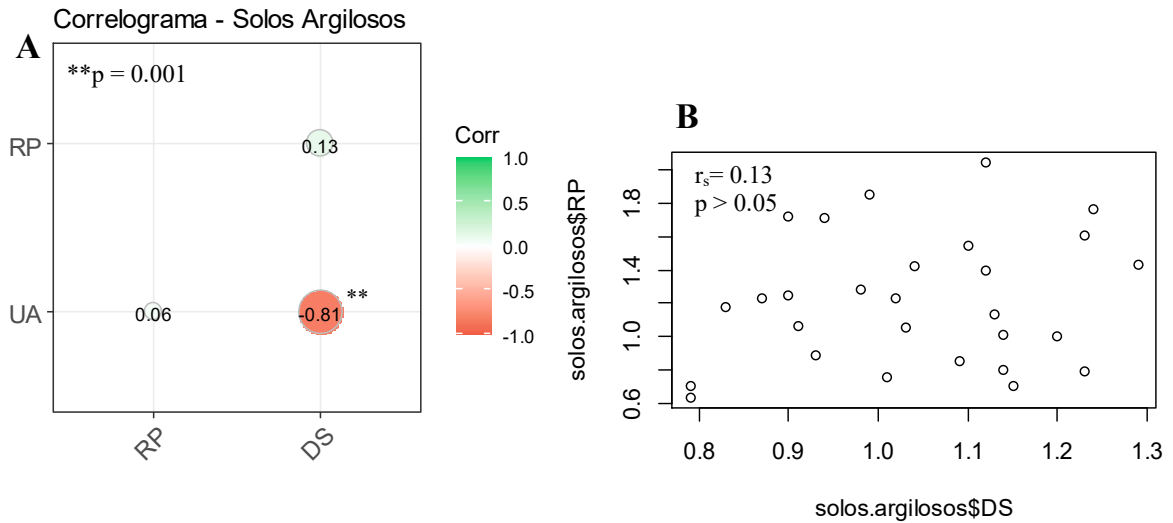 Correlograma - Solos Argilosos
A
**p = 0.001
RP
0.13
UA
0.06
-0.81
**
RP
DS
Corr
1.0
0.5
0.0
-0.5
-1.0
B
rₛ= 0.13
p > 0.05
solos.argilosos$RP
1.8
1.4
1.0
0.6
0.8
0.9
1.0
1.1
1.2
1.3
solos.argilosos$DS